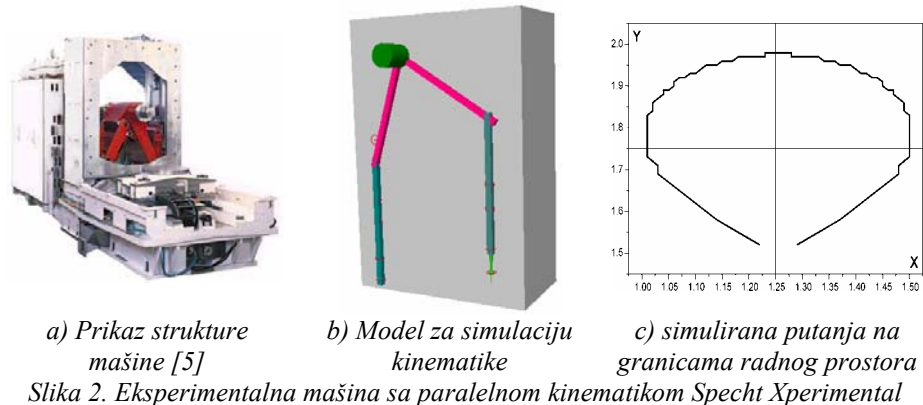 Y
2.0
1.9
1.8
1.7
1.6
1.5
X
1.00 1.05 1.10 1.15 1.20 1.25 1.30 1.35 1.40 1.45 1.50
a) Prikaz strukture
mašine [5]
b) Model za simulaciju
kinematike
c) simulirana putanja na
granicama radnog prostora
Slika 2. Eksperimentalna mašina sa paralelnom kinematikom Specht Xperimental